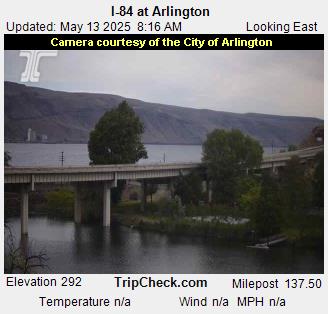 I-84 at Arlington
Updated: May 13 2025 8:16 AM Looking East
Camera courtesy of the City of Arlington
Elevation 292 TripCheck.com Milepost 137.50
Temperature n/a Wind n/a MPH n/a